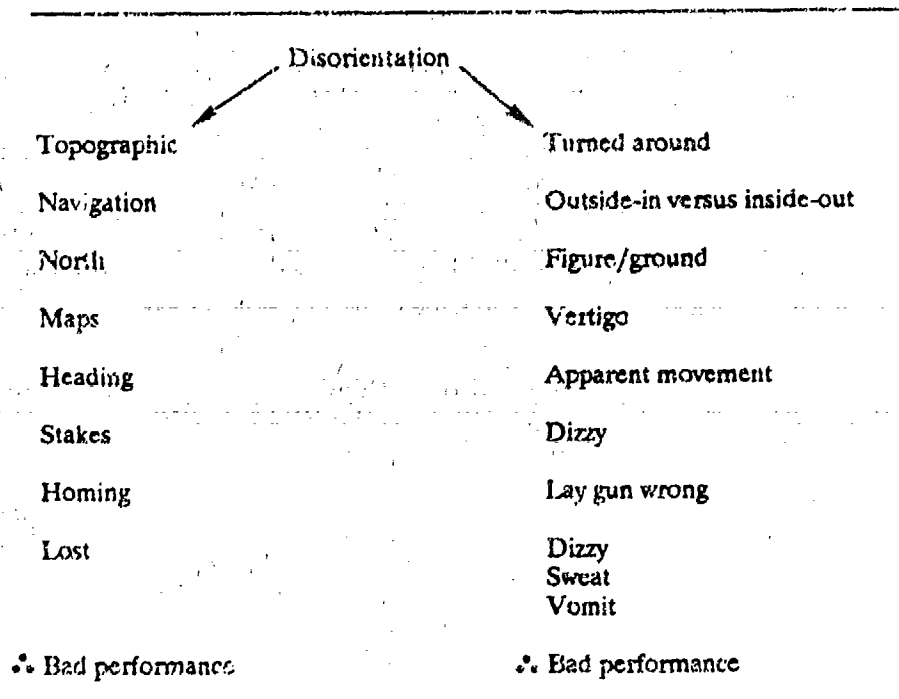 Disorientation
Topographic
Navigation
North
Maps
Heading
Stakes
Homing
Lost
∴ Bad performance
Turned around
Outside-in versus inside-out
Figure/ground
Vertigo
Apparent movement
Dizzy
Lay gun wrong
Dizzy
Sweat
Vomit
∴ Bad performance